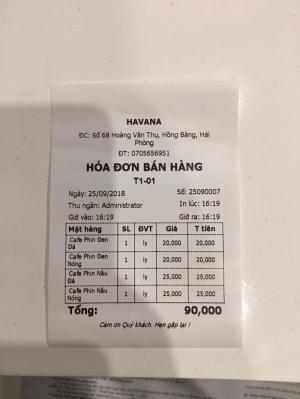 HAVANA
ĐC: Số 68 Hoàng Văn Thụ, Hồng Bàng, Hải
Phòng
ĐT: 0705656951
HÓA ĐƠN BÁN HÀNG
T1-01
Ngày: 25/09/2018 Số: 25090007
Thu ngân: Administrator In lúc: 16:19
Giờ vào: 16:19 Giờ ra: 16:19
Mặt hàng SL ĐVT Giá T tiền
Cafe Phin Đen
Đá 1 ly 20,000 20,000
Cafe Phin Đen
Nóng 1 ly 20,000 20,000
Cafe Phin Nâu
Đá 1 ly 25,000 25,000
Cafe Phin Nâu
Nóng 1 ly 25,000 25,000
Tổng: 90,000
Cảm ơn Quý khách. Hẹn gặp lại !